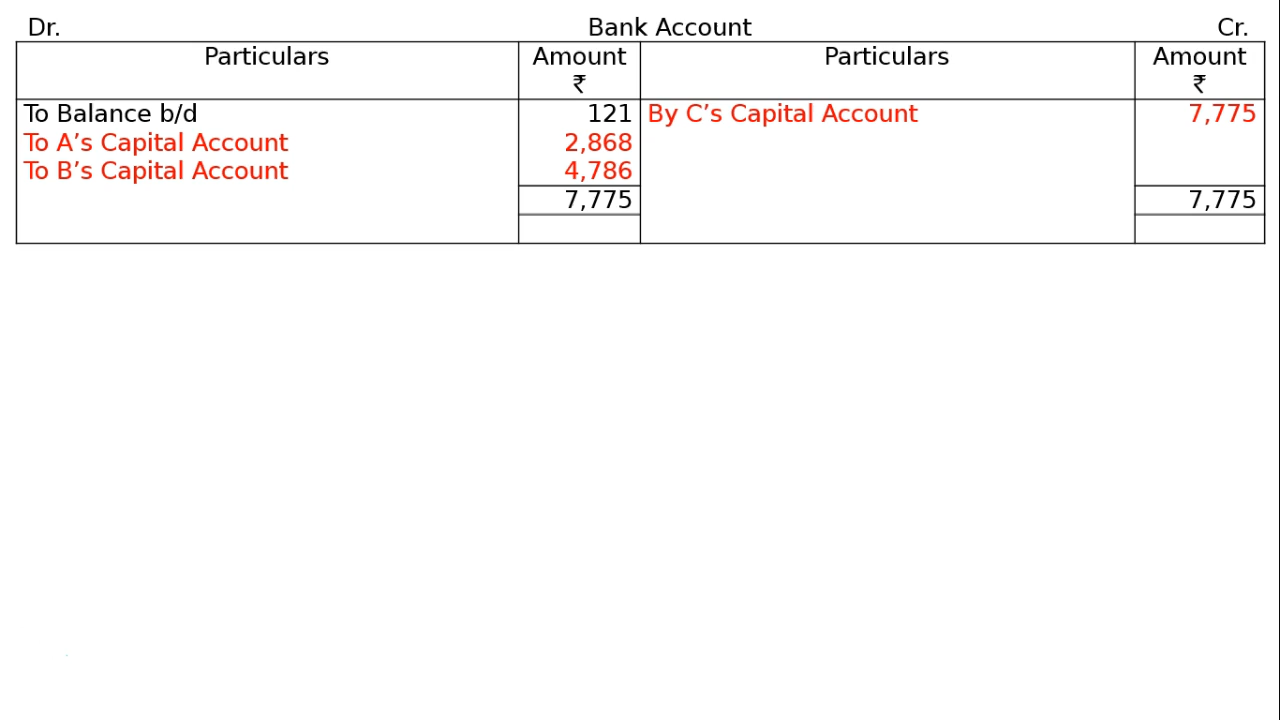 Dr. Bank Account Cr.
Particulars Amount Particulars Amount
₹ ₹
To Balance b/d 121 By C’s Capital Account 7,775
To A’s Capital Account 2,868
To B’s Capital Account 4,786
7,775 7,775